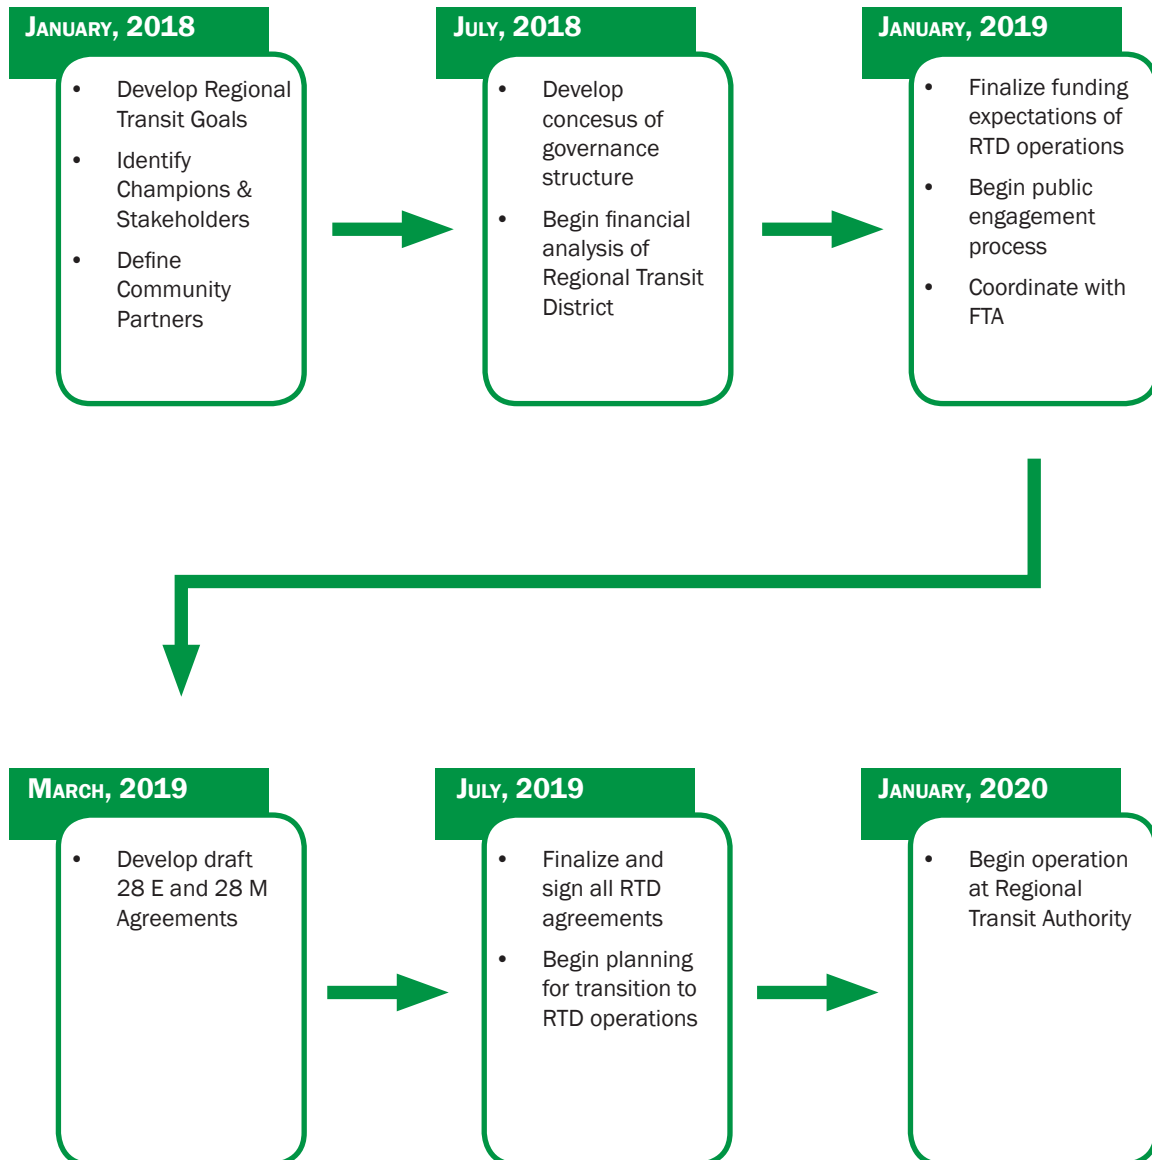 January, 2018
• Develop Regional
Transit Goals
• Identify
Champions &
Stakeholders
• Define
Community
Partners
July, 2018
• Develop
concesus of
governance
structure
• Begin financial
analysis of
Regional Transit
District
January, 2019
• Finalize funding
expectations of
RTD operations
• Begin public
engagement
process
• Coordinate with
FTA
March, 2019
• Develop draft
28 E and 28 M
Agreements
July, 2019
• Finalize and
sign all RTD
agreements
• Begin planning
for transition to
RTD operations
January, 2020
• Begin operation
at Regional
Transit Authority